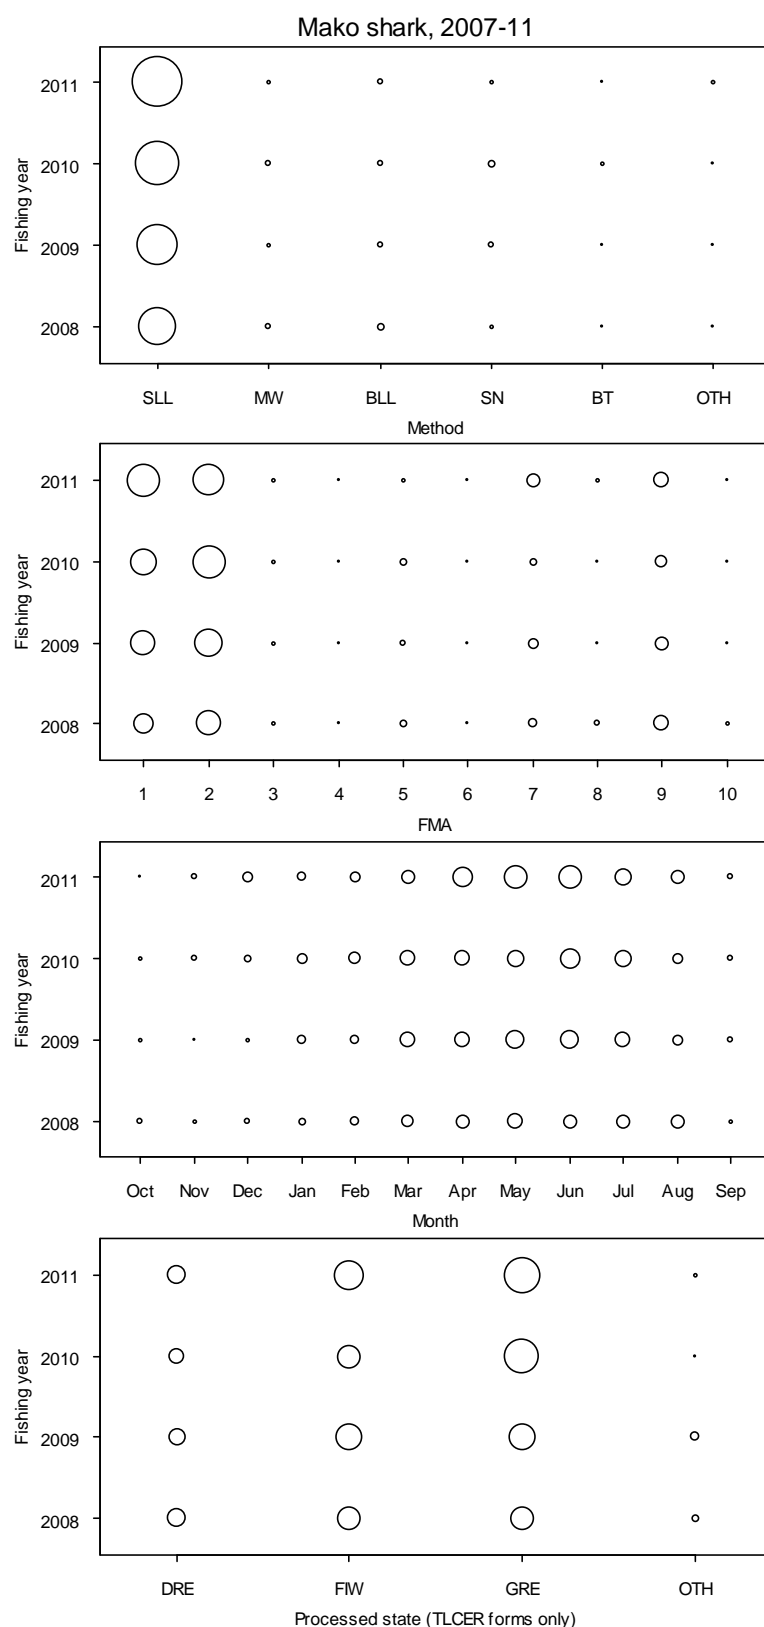 Mako shark, 2007-11
2011
2010
2009
2008
Fishing year
SLL MW BLL SN BT OTH
Method
2011
2010
2009
2008
Fishing year
1 2 3 4 5 6 7 8 9 10
FMA
2011
2010
2009
2008
Fishing year
Oct Nov Dec Jan Feb Mar Apr May Jun Jul Aug Sep
Month
2011
2010
2009
2008
Fishing year
DRE FIW GRE OTH
Processed state (TLCER forms only)